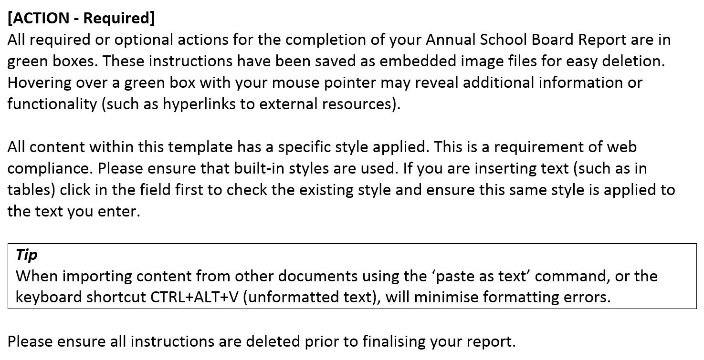 [ACTION - Required]
All required or optional actions for the completion of your Annual School Board Report are in
green boxes. These instructions have been saved as embedded image files for easy deletion.
Hovering over a green box with your mouse pointer may reveal additional information or
functionality (such as hyperlinks to external resources).
All content within this template has a specific style applied. This is a requirement of web
compliance. Please ensure that built-in styles are used. If you are inserting text (such as in
tables) click in the field first to check the existing style and ensure this same style is applied to
the text you enter.
Tip
When importing content from other documents using the ‘paste as text’ command, or the
keyboard shortcut CTRL+ALT+V (unformatted text), will minimise formatting errors.
Please ensure all instructions are deleted prior to finalising your report.